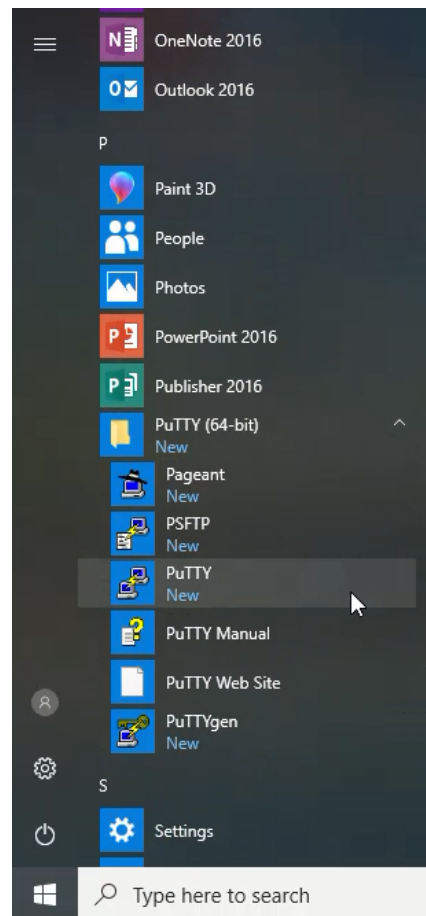 OneNote 2016
Outlook 2016
P
Paint 3D
People
Photos
PowerPoint 2016
Publisher 2016
PuTTY (64-bit)
New
Pageant
New
PSFTP
New
PuTTY
New
PuTTY Manual
PuTTY Web Site
PuTTYgen
New
S
Settings
Type here to search